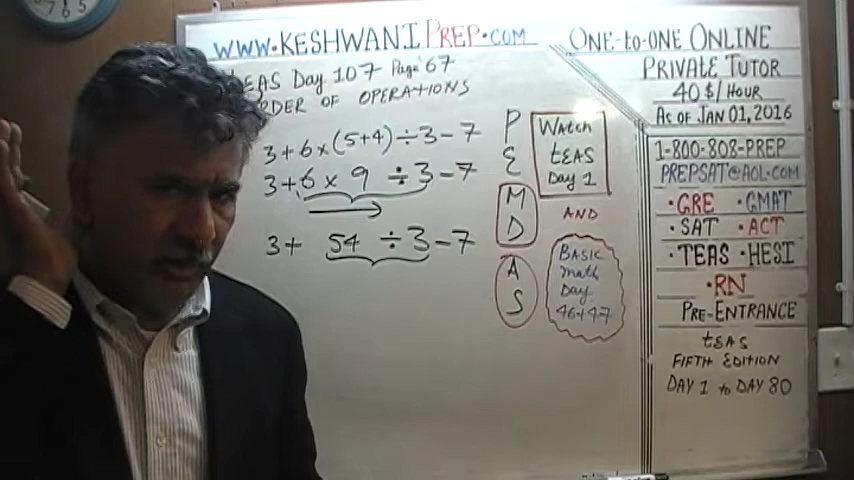 WWW.KESHWANIPREP.COM
TEAS Day 107 Page 67
ORDER OF OPERATIONS
3+6×(5+4)÷3-7
3+6×9÷3-7
3+ 54 ÷3-7
P
E
M
D
A
S
Watch
tEAS
Day 1
AND
BASIC
math
Day
46+47
ONE-to-ONE ONLINE
PRIVATE TUTOR
40$/HOUR
AS OF JAN 01, 2016
1-800-808-PREP
PREPSAT@AOL.COM
•GRE •GMAT
•SAT •ACT
•TEAS •HESI
•RN
PRE-ENTRANCE
tEAS
FIFTH EDITION
DAY 1 to DAY 80